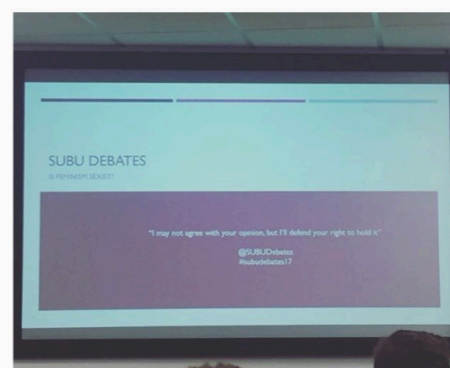 SUBU DEBATES
IS FEMINISM SEXIST?
"I may not agree with your opinion, but I'll defend your right to hold it"
@SUBUDebates
#subudebates17